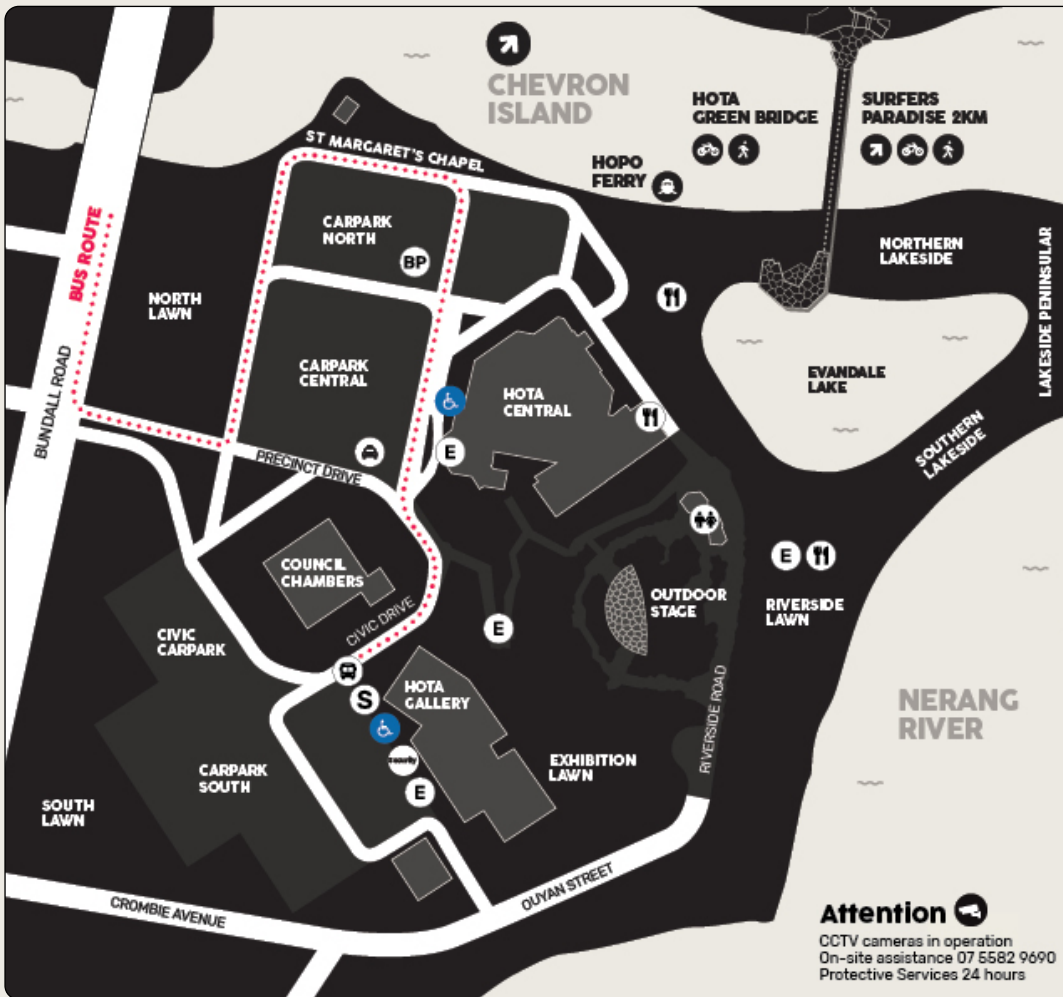 CHEVRON
ISLAND
HOTA
GREEN BRIDGE
SURFERS
PARADISE 2KM
ST MARGARET'S CHAPEL
HOPO
FERRY
CARPARK
NORTH
BP
BUS ROUTE
NORTH
LAWN
NORTHERN
LAKESIDE
LAKESIDE PENINSULAR
BUNDALL ROAD
CARPARK
CENTRAL
HOTA
CENTRAL
EVANDALE
LAKE
SOUTHERN
LAKESIDE
E
PRECINCT DRIVE
COUNCIL
CHAMBERS
CIVIC DRIVE
OUTDOOR
STAGE
E
RIVERSIDE
LAWN
E
CIVIC
CARPARK
S
HOTA
GALLERY
Security
E
RIVERSIDE ROAD
NERANG
RIVER
CARPARK
SOUTH
EXHIBITION
LAWN
SOUTH
LAWN
CROMBIE AVENUE
OUYAN STREET
Attention
CCTV cameras in operation
On-site assistance 07 5582 9690
Protective Services 24 hours